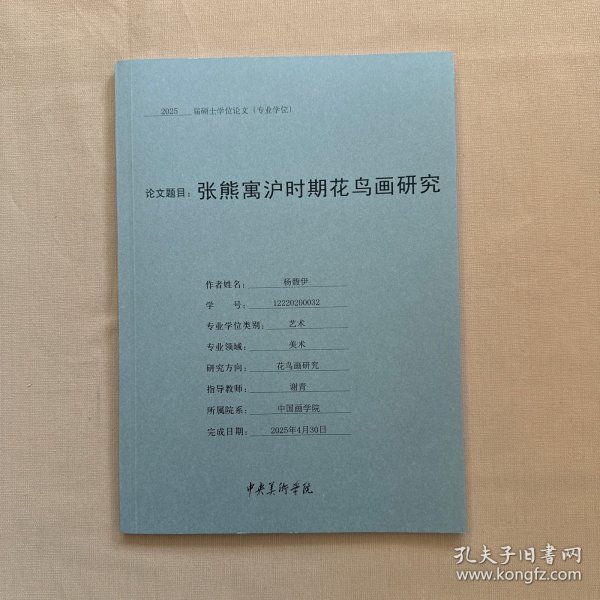 2025 届硕士学位论文（专业学位）
论文题目：张熊寓沪时期花鸟画研究
作者姓名：杨馥伊
学 号：12220200032
专业学位类别：艺术
专业领域：美术
研究方向：花鸟画研究
指导教师：谢青
所属院系：中国画学院
完成日期：2025年4月30日
中央美術学院
孔夫子旧书网
www.kongfz.com